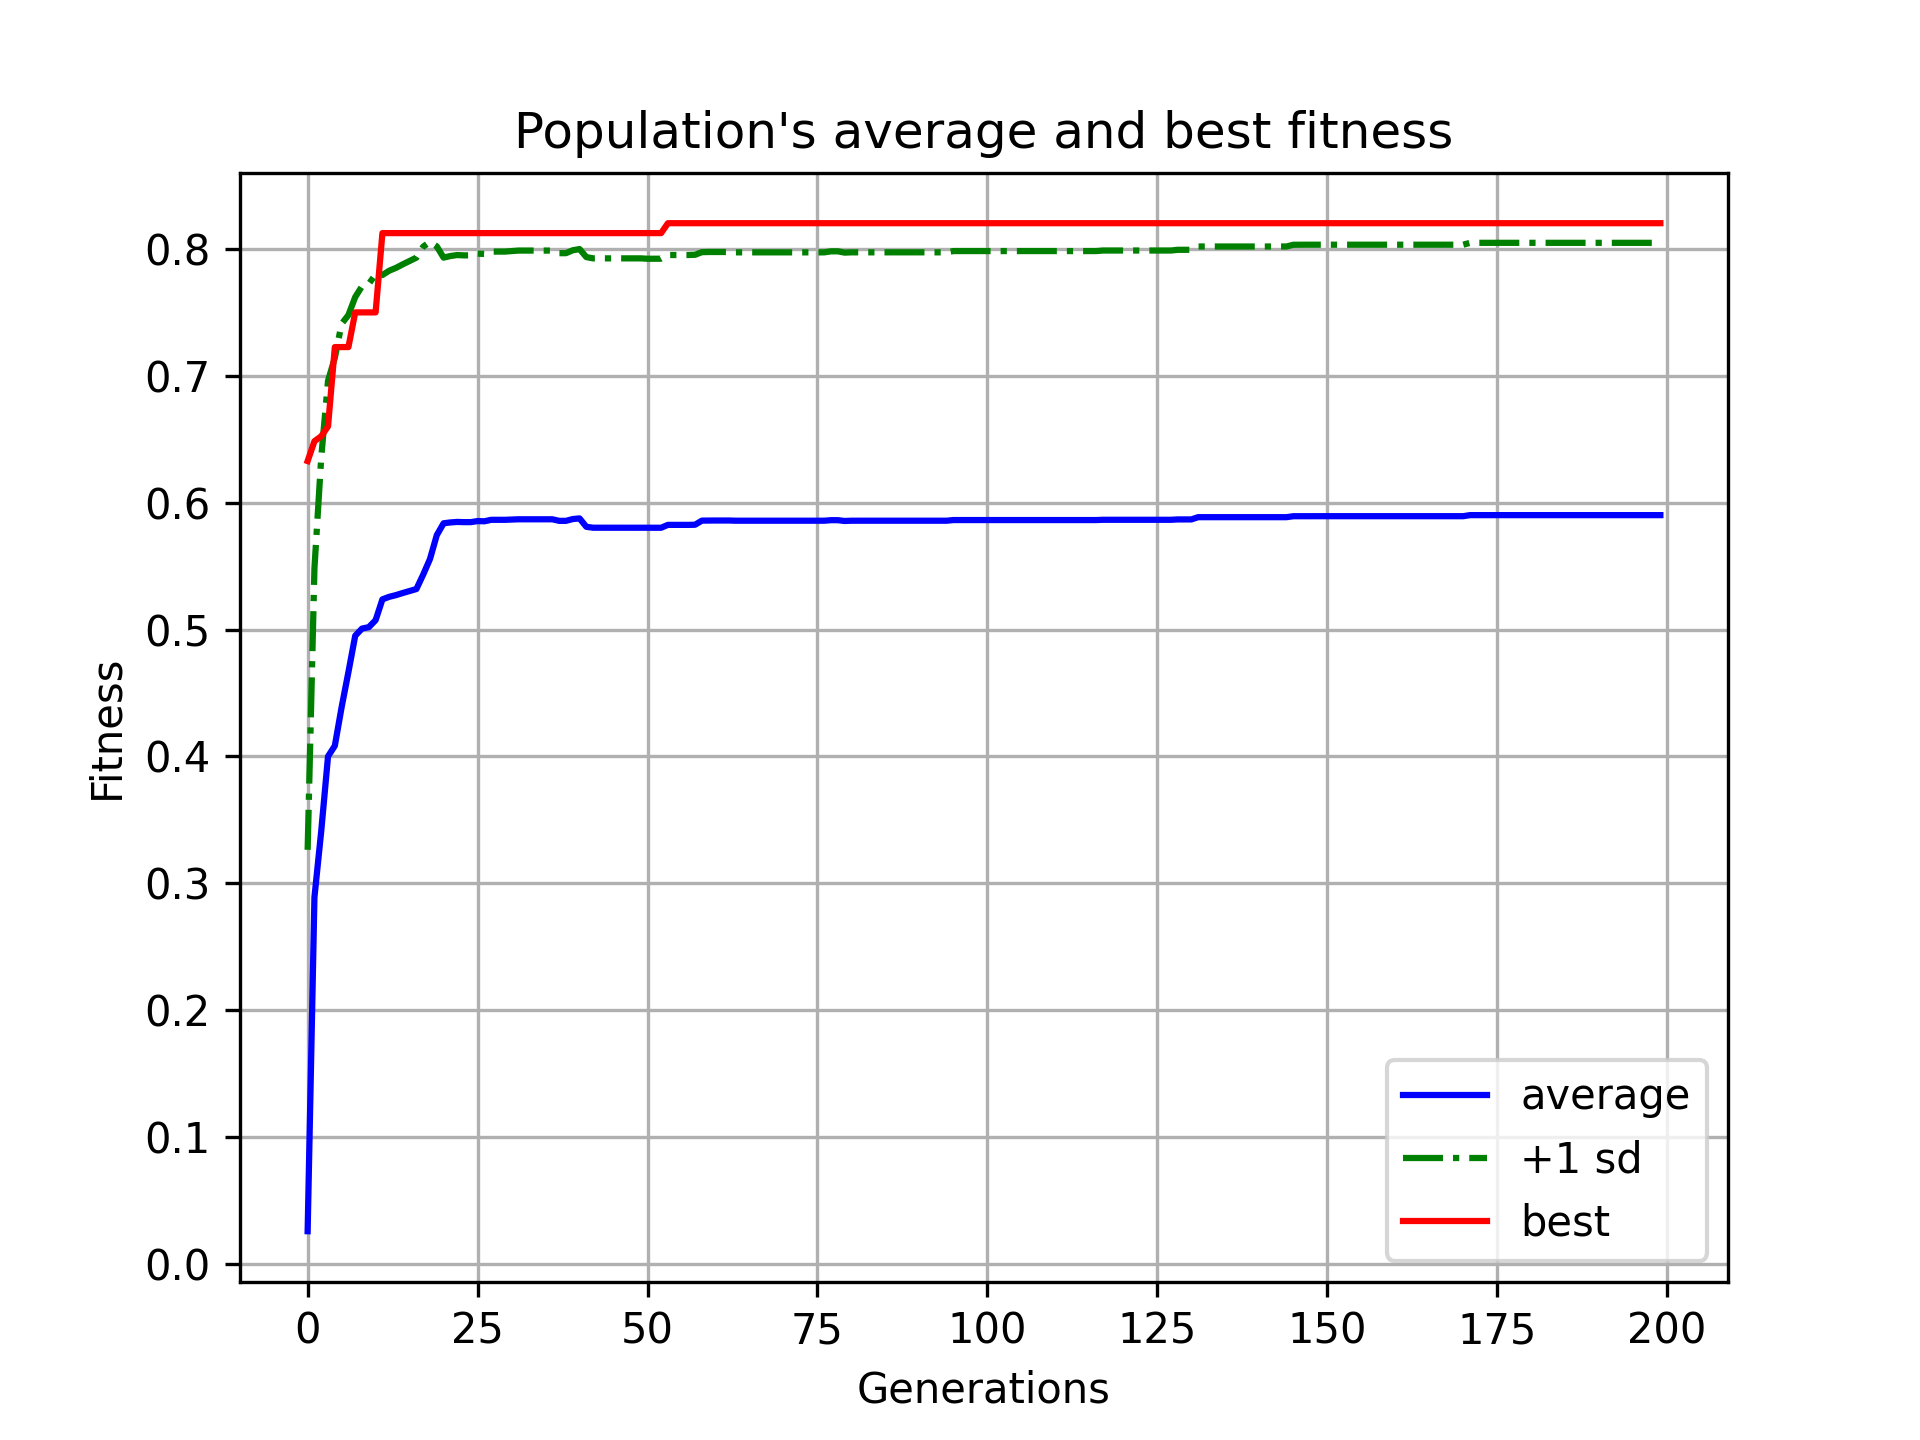 Population's average and best fitness
0.8
0.7
0.6
0.5
0.4
0.3
0.2
0.1
0.0
Fitness
average
+1 sd
best
0 25 50 75 100 125 150 175 200
Generations